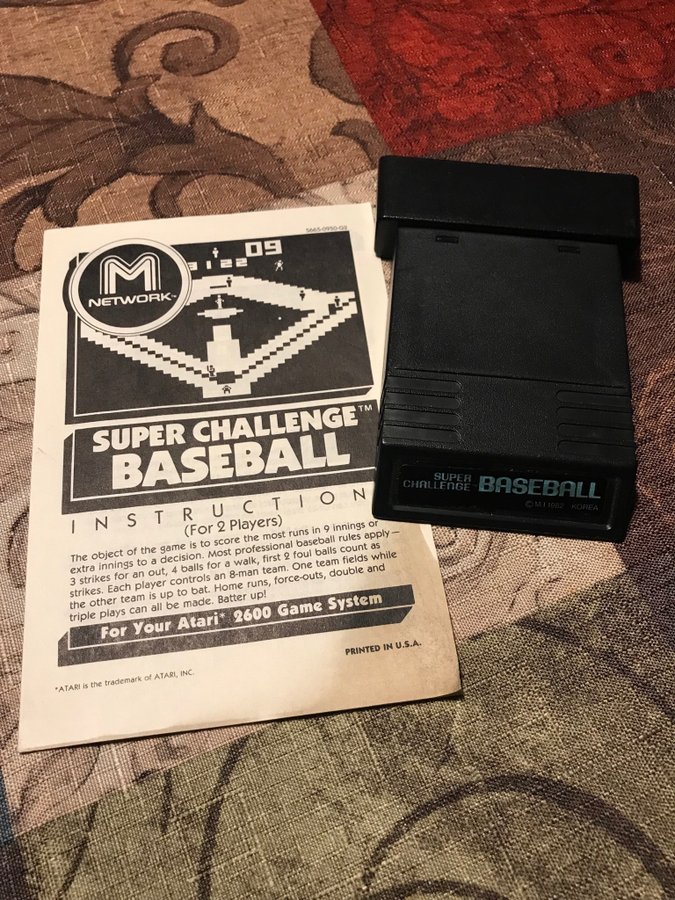 5665-0950-G2
M
NETWORK™
3 1 22 09
SUPER CHALLENGE™
BASEBALL
INSTRUCTION
(For 2 Players)
The object of the game is to score the most runs in 9 innings or
extra innings to a decision. Most professional baseball rules apply—
3 strikes for an out, 4 balls for a walk, first 2 foul balls count as
strikes. Each player controls an 8-man team. One team fields while
the other team is up to bat. Home runs, force-outs, double and
triple plays can all be made. Batter up!
For Your Atari* 2600 Game System
PRINTED IN U.S.A.
*ATARI is the trademark of ATARI, INC.
SUPER
CHALLENGE BASEBALL
© M I 1982 KOREA